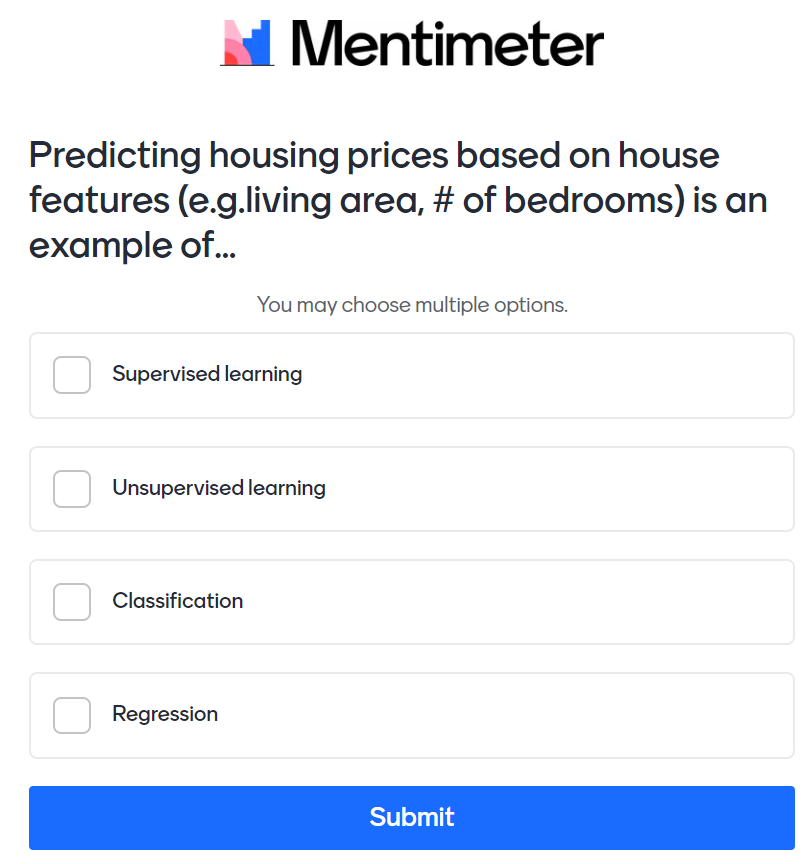 Mentimeter
Predicting housing prices based on house
features (e.g.living area, # of bedrooms) is an
example of...
You may choose multiple options.
Supervised learning
Unsupervised learning
Classification
Regression
Submit